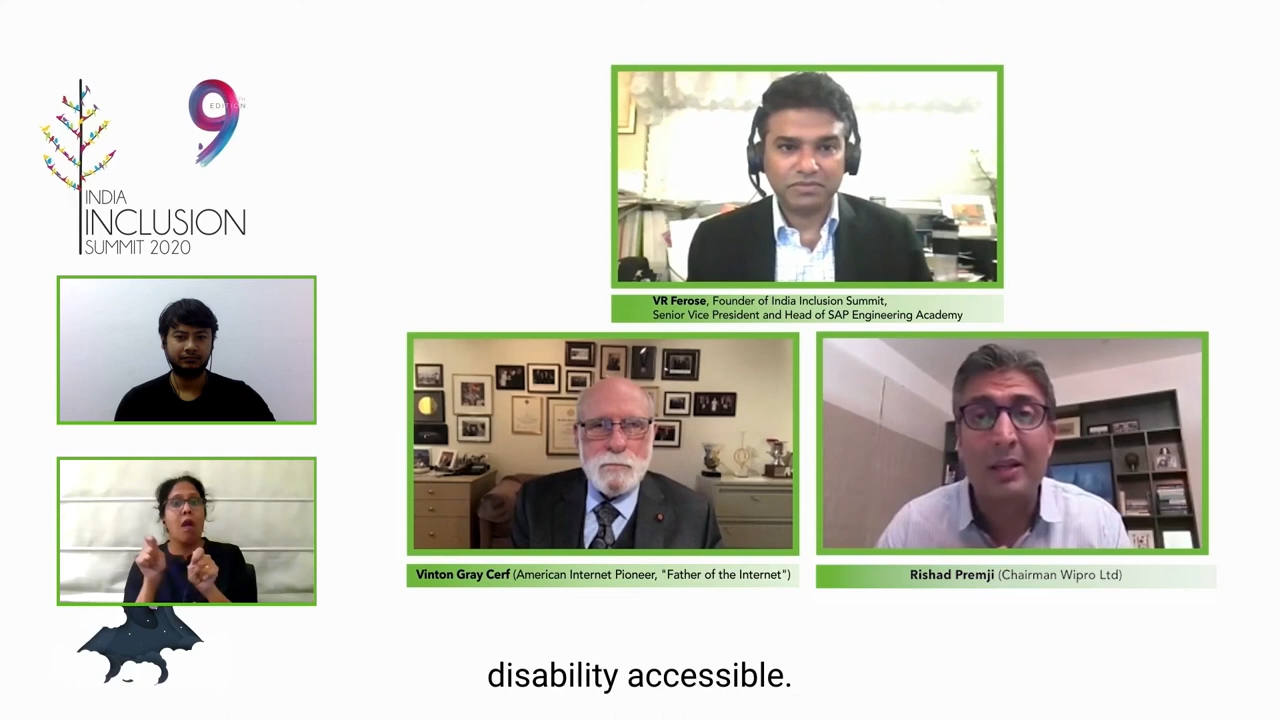 9
EDITION
INDIA
INCLUSION
SUMMIT 2020
VR Ferose, Founder of India Inclusion Summit,
Senior Vice President and Head of SAP Engineering Academy
Vinton Gray Cerf (American Internet Pioneer, "Father of the Internet")
Rishad Premji (Chairman Wipro Ltd)
disability accessible.